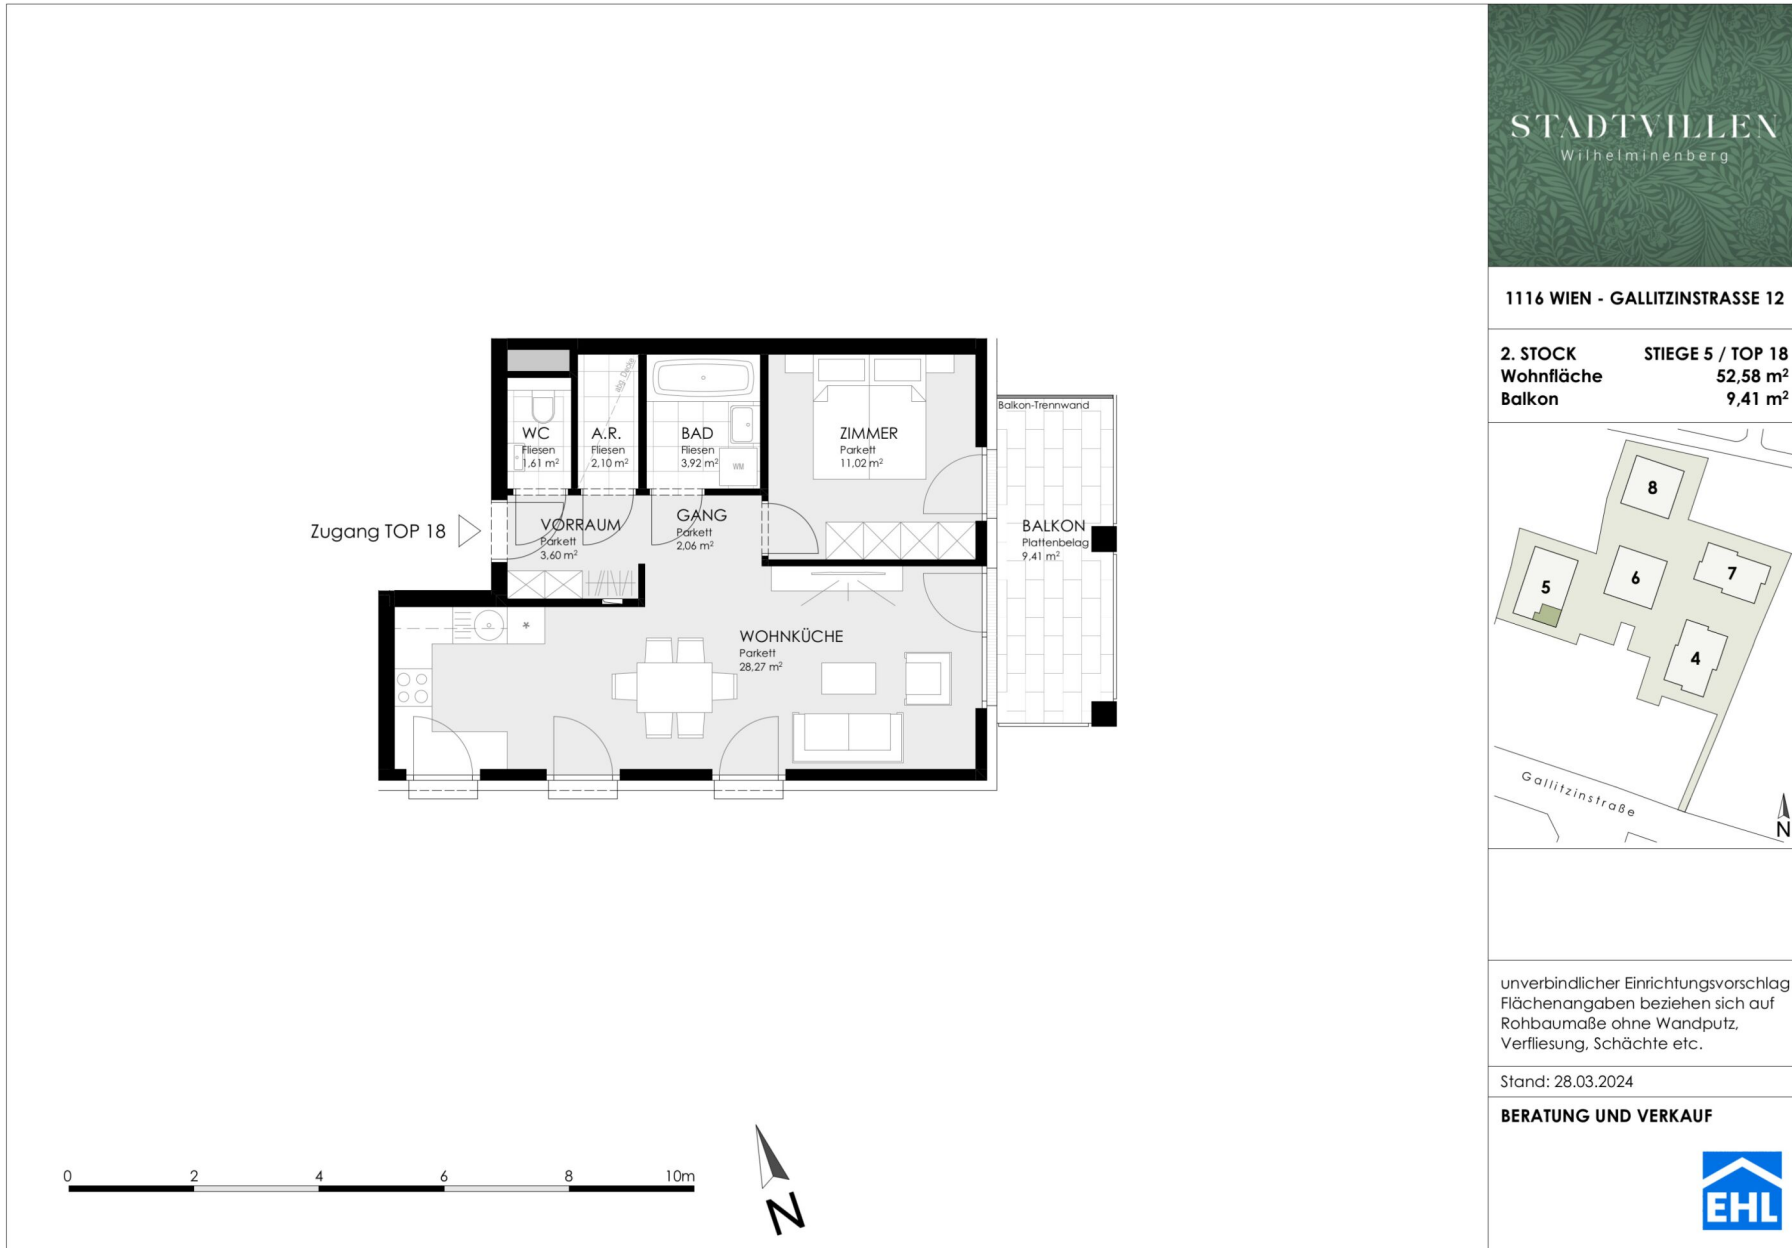 STADTVILLEN
Wilhelminenberg
1116 WIEN - GALLITZINSTRASSE 12
2. STOCK STIEGE 5 / TOP 18
Wohnfläche 52,58 m²
Balkon 9,41 m²
8
7
6
5
4
Gallitzinstraße
N
unverbindlicher Einrichtungsvorschlag
Flächenangaben beziehen sich auf
Rohbaumaße ohne Wandputz,
Verfliesung, Schächte etc.
Stand: 28.03.2024
BERATUNG UND VERKAUF
EHL
Zugang TOP 18
WC
Fliesen
1,61 m²
A.R.
Fliesen
2,10 m²
abg. Decke
BAD
Fliesen
3,92 m²
WM
ZIMMER
Parkett
11,02 m²
Balkon-Trennwand
BALKON
Plattenbelag
9,41 m²
VORRAUM
Parkett
3,60 m²
GANG
Parkett
2,06 m²
WOHNKÜCHE
Parkett
28,27 m²
*
0 2 4 6 8 10m
N